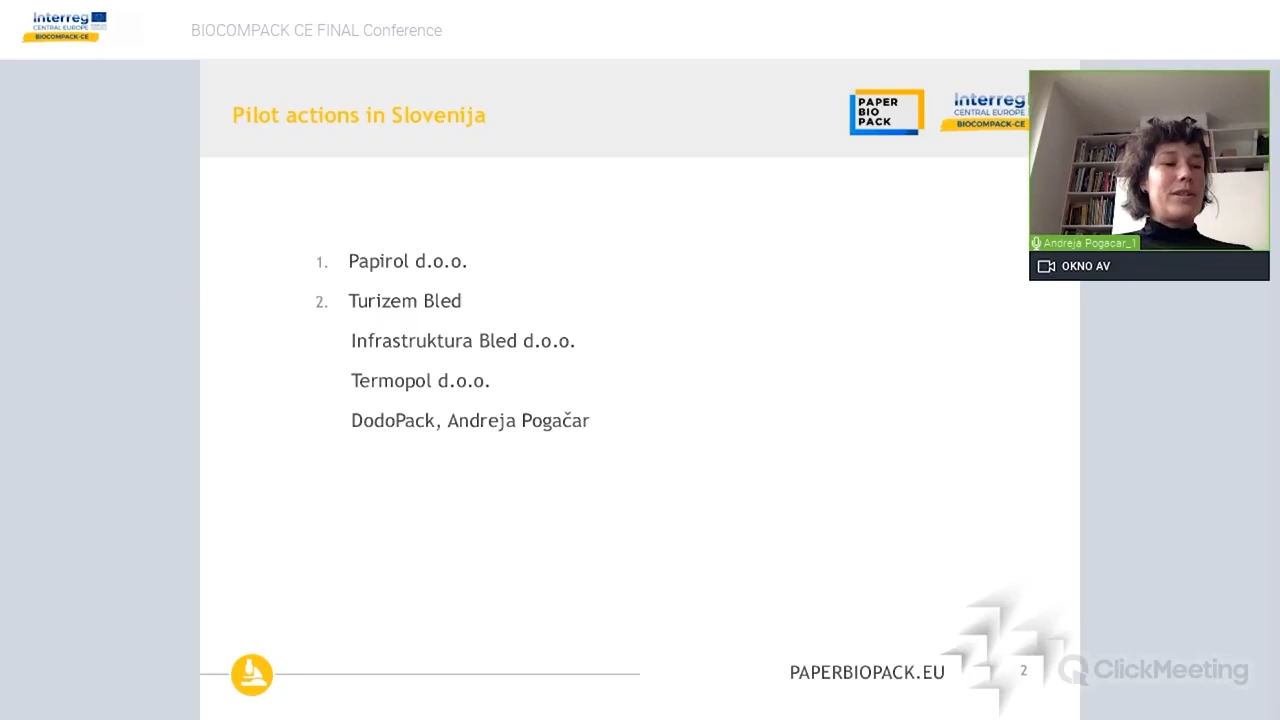 Interreg
CENTRAL EUROPE
BIOCOMPACK-CE
BIOCOMPACK CE FINAL Conference
Pilot actions in Slovenija
PAPER
BIO
PACK
Interreg
CENTRAL EUROPE
BIOCOMPACK-CE
Andreja Pogacar_1
OKNO AV
1. Papirol d.o.o.
2. Turizem Bled
Infrastruktura Bled d.o.o.
Termopol d.o.o.
DodoPack, Andreja Pogačar
PAPERBIOPACK.EU
2
ClickMeeting